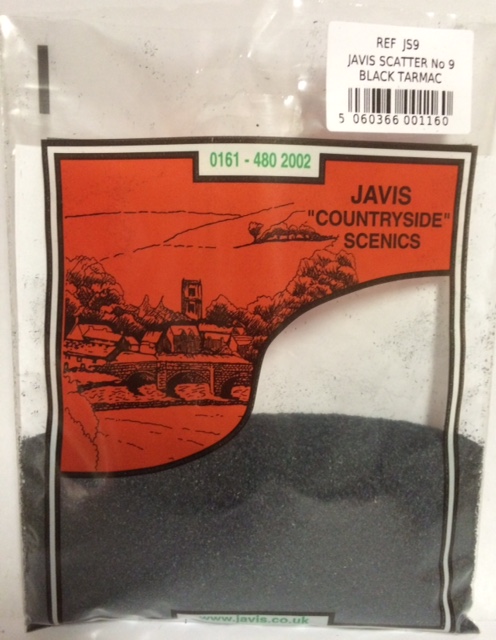 REF JS9
JAVIS SCATTER No 9
BLACK TARMAC
5 060366 001160
0161 - 480 2002
JAVIS
"COUNTRYSIDE"
SCENICS
www.javis.co.uk